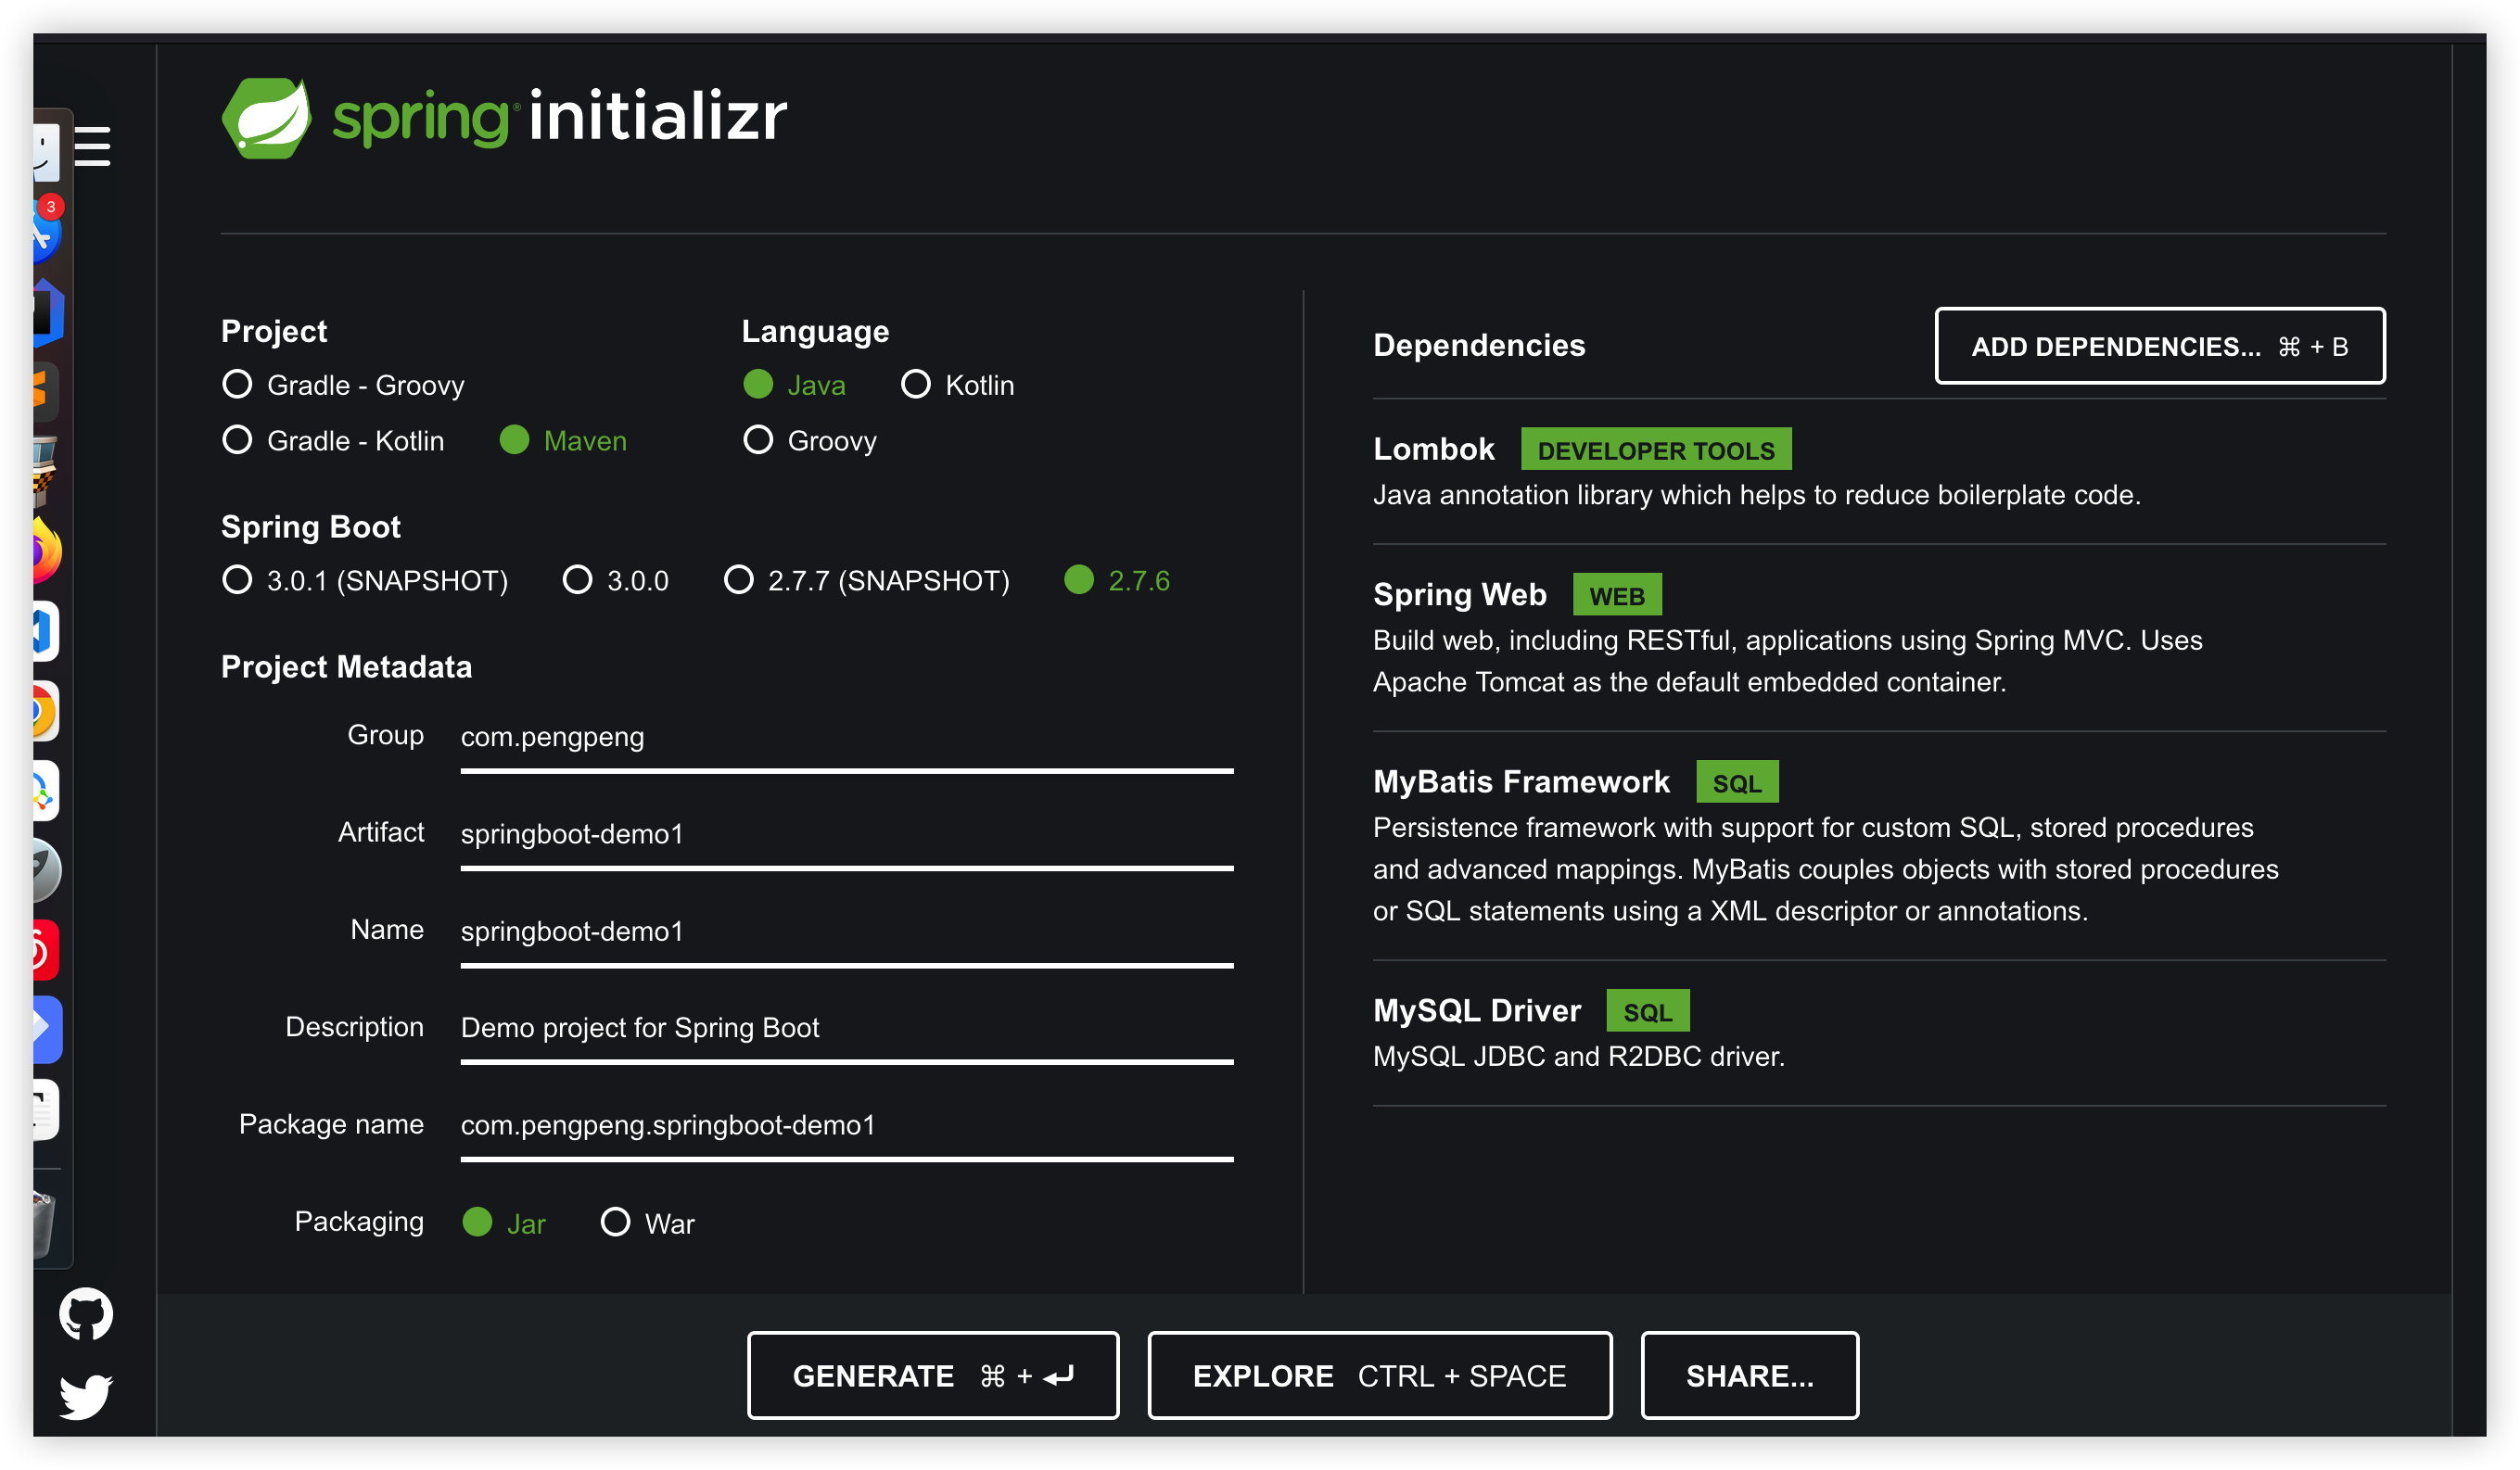 spring initializr
3
Project
Gradle - Groovy
Gradle - Kotlin Maven
Language
Java Kotlin
Groovy
Spring Boot
3.0.1 (SNAPSHOT) 3.0.0 2.7.7 (SNAPSHOT) 2.7.6
Project Metadata
Group com.pengpeng
Artifact springboot-demo1
Name springboot-demo1
Description Demo project for Spring Boot
Package name com.pengpeng.springboot-demo1
Packaging Jar War
Dependencies ADD DEPENDENCIES... ⌘ + B
Lombok DEVELOPER TOOLS
Java annotation library which helps to reduce boilerplate code.
Spring Web WEB
Build web, including RESTful, applications using Spring MVC. Uses
Apache Tomcat as the default embedded container.
MyBatis Framework SQL
Persistence framework with support for custom SQL, stored procedures
and advanced mappings. MyBatis couples objects with stored procedures
or SQL statements using a XML descriptor or annotations.
MySQL Driver SQL
MySQL JDBC and R2DBC driver.
GENERATE ⌘ + ↵ EXPLORE CTRL + SPACE SHARE...